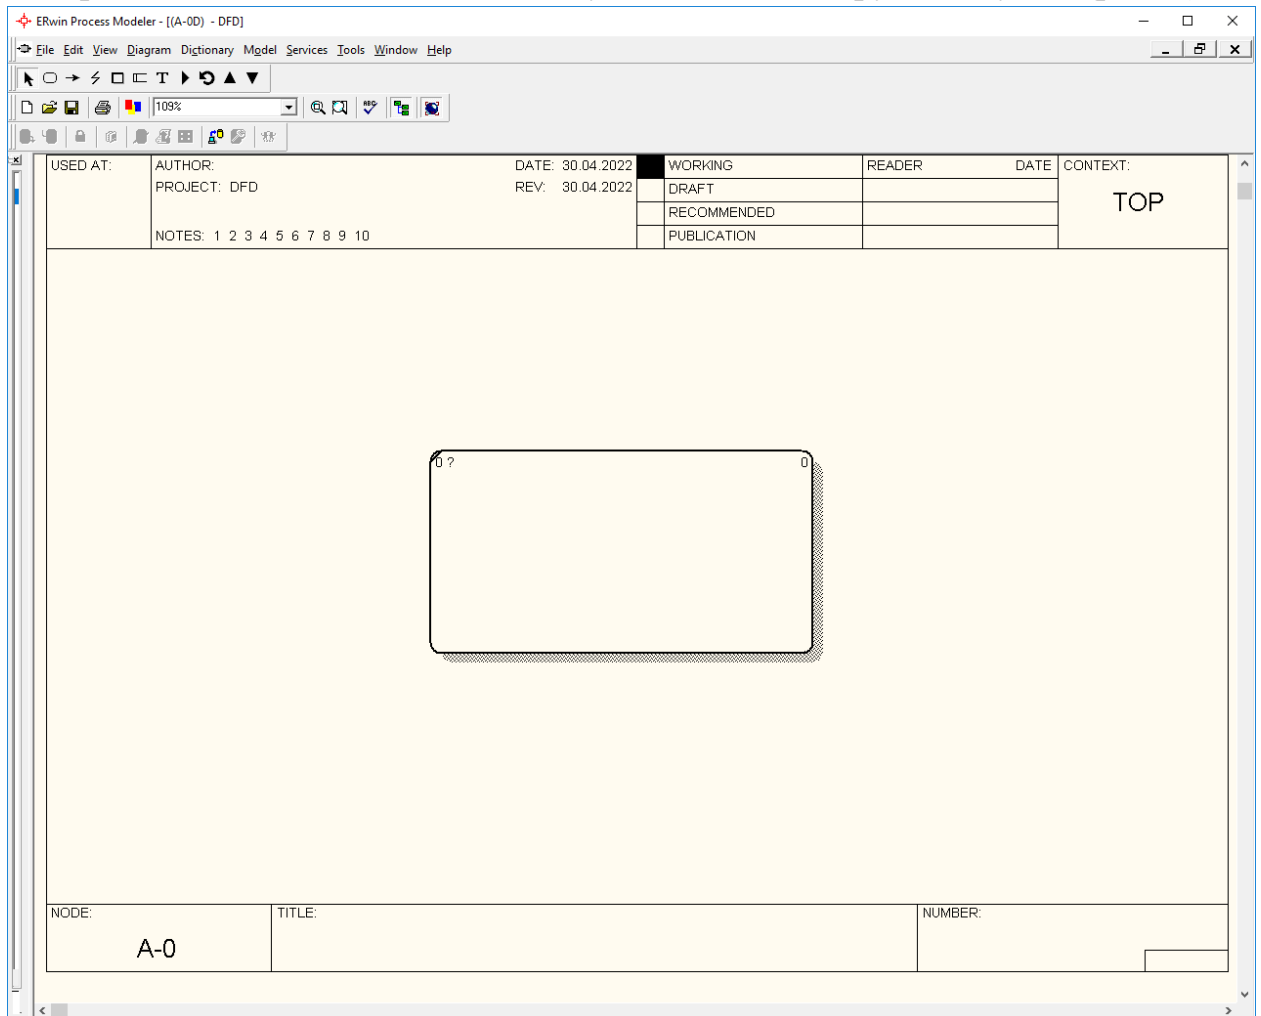 ERwin Process Modeler - [(A-0D) - DFD]
File Edit View Diagram Dictionary Model Services Tools Window Help
109%
USED AT: AUTHOR: DATE: 30.04.2022 WORKING READER DATE CONTEXT:
PROJECT: DFD REV: 30.04.2022 DRAFT
TOP
RECOMMENDED
NOTES: 1 2 3 4 5 6 7 8 9 10 PUBLICATION
0 ? 0
NODE: TITLE: NUMBER:
A-0